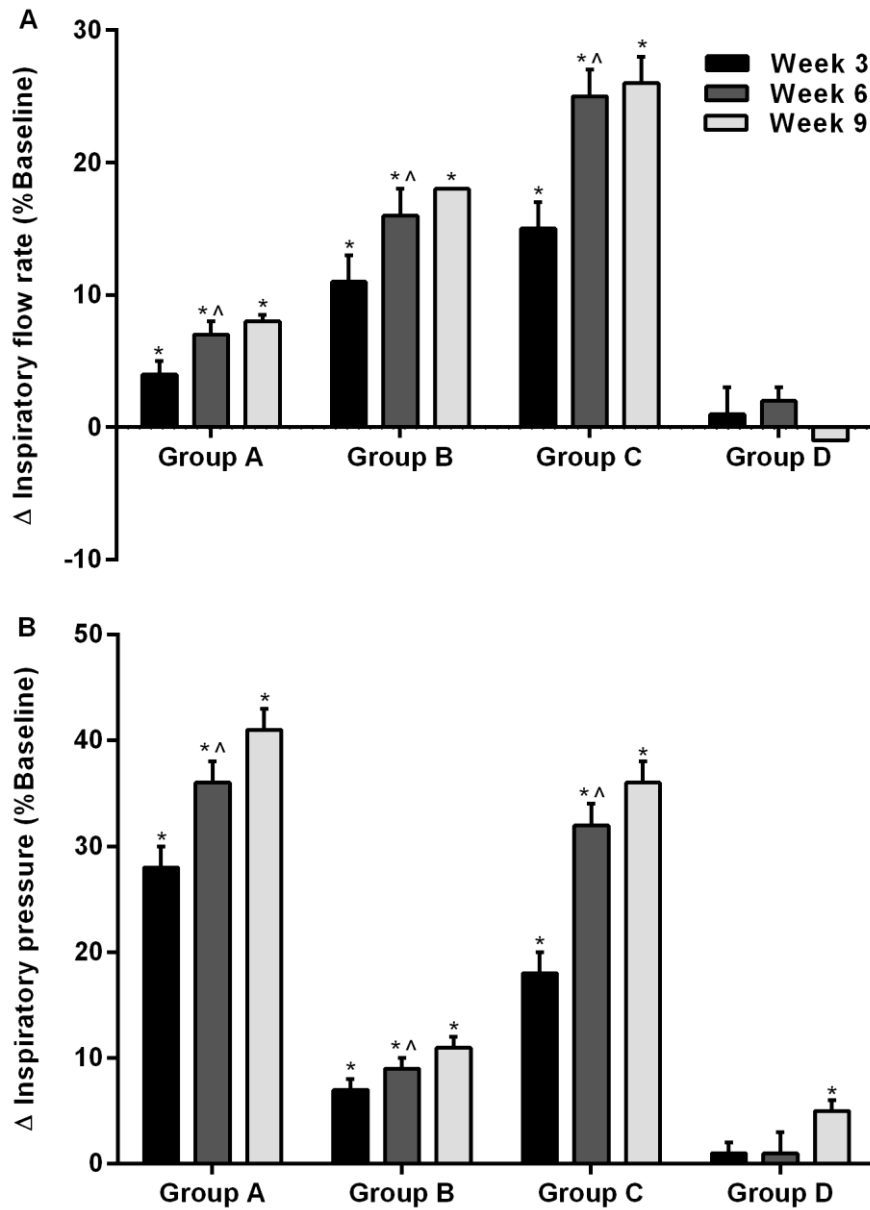 A
Δ Inspiratory flow rate (%Baseline)
30
20
10
0
-10
* *^ * * *^ * * *^ *
Week 3
Week 6
Week 9
Group A Group B Group C Group D
B
Δ Inspiratory pressure (%Baseline)
50
40
30
20
10
0
* *^ * * *^ * * *^ * *
Group A Group B Group C Group D